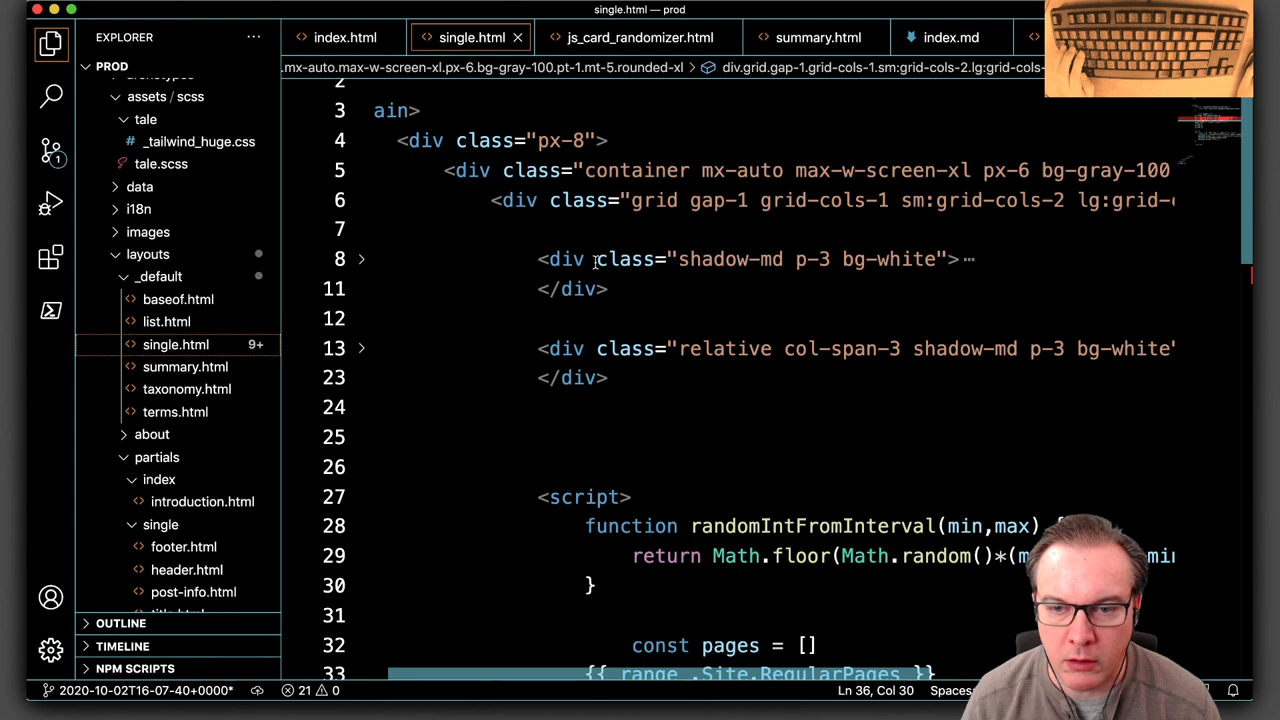 single.html — prod
EXPLORER
index.html
single.html
js_card_randomizer.html
summary.html
index.md
PROD
.mx-auto.max-w-screen-xl.px-6.bg-gray-100.pt-1.mt-5.rounded-xl
div.grid.gap-1.grid-cols-1.sm:grid-cols-2.lg:grid-cols-
archetypes
assets / scss
tale
_tailwind_huge.css
tale.scss
data
i18n
images
layouts
_default
baseof.html
list.html
single.html 9+
summary.html
taxonomy.html
terms.html
about
partials
index
introduction.html
single
footer.html
header.html
post-info.html
title.html
OUTLINE
TIMELINE
NPM SCRIPTS
2
3 ain>
4 <div class="px-8">
5 <div class="container mx-auto max-w-screen-xl px-6 bg-gray-100
6 <div class="grid gap-1 grid-cols-1 sm:grid-cols-2 lg:grid-c
7
8 <div class="shadow-md p-3 bg-white">
11 </div>
12
13 <div class="relative col-span-3 shadow-md p-3 bg-white"
23 </div>
24
25
26
27 <script>
28 function randomIntFromInterval(min,max) {
29 return Math.floor(Math.random()*(m min
30 }
31
32 const pages = []
33 {{ range .Site.RegularPages }}
1
2020-10-02T16-07-40+0000*
21 0
Ln 36, Col 30
Spaces: